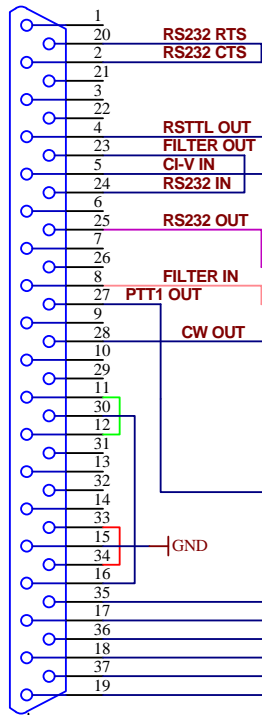 1
20 RS232 RTS
2 RS232 CTS
21
3
22
4 RSTTL OUT
23 FILTER OUT
5 CI-V IN
24 RS232 IN
6
25 RS232 OUT
7
26
8 FILTER IN
27 PTT1 OUT
9
28 CW OUT
10
29
11
30
12
31
13
32
14
33
15 GND
34
16
35
17
36
18
37
19